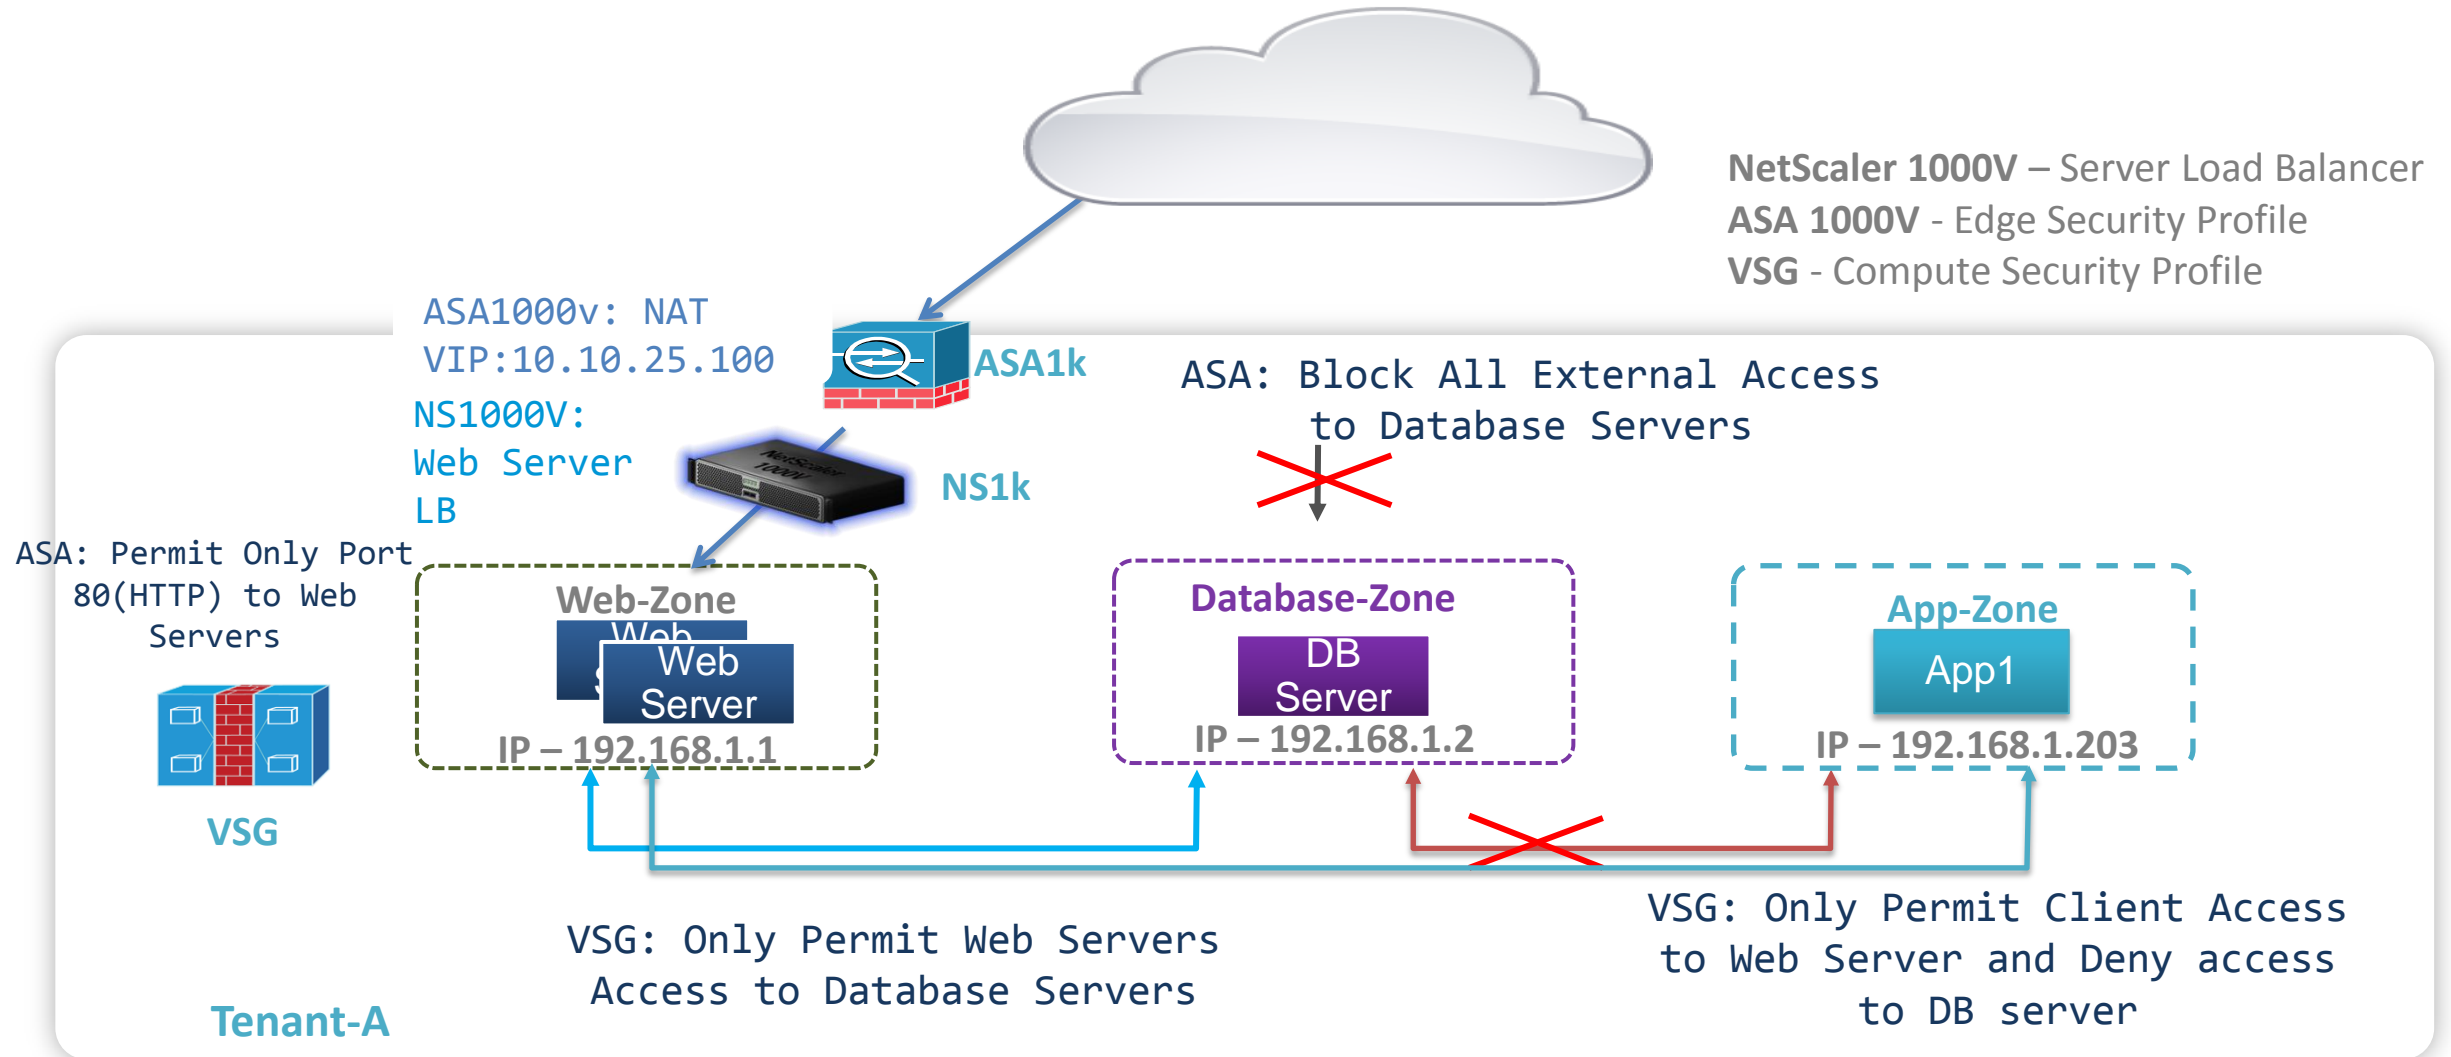 NetScaler 1000V – Server Load Balancer
ASA 1000V - Edge Security Profile
VSG - Compute Security Profile
ASA1000v: NAT
VIP:10.10.25.100
ASA1k
NS1000V:
Web Server
LB
NetScaler
1000V
NS1k
ASA: Block All External Access
to Database Servers
ASA: Permit Only Port
80(HTTP) to Web
Servers
VSG
Web-Zone
Web
S
Web
Server
IP – 192.168.1.1
Database-Zone
DB
Server
IP – 192.168.1.2
App-Zone
App1
IP – 192.168.1.203
VSG: Only Permit Web Servers
Access to Database Servers
VSG: Only Permit Client Access
to Web Server and Deny access
to DB server
Tenant-A